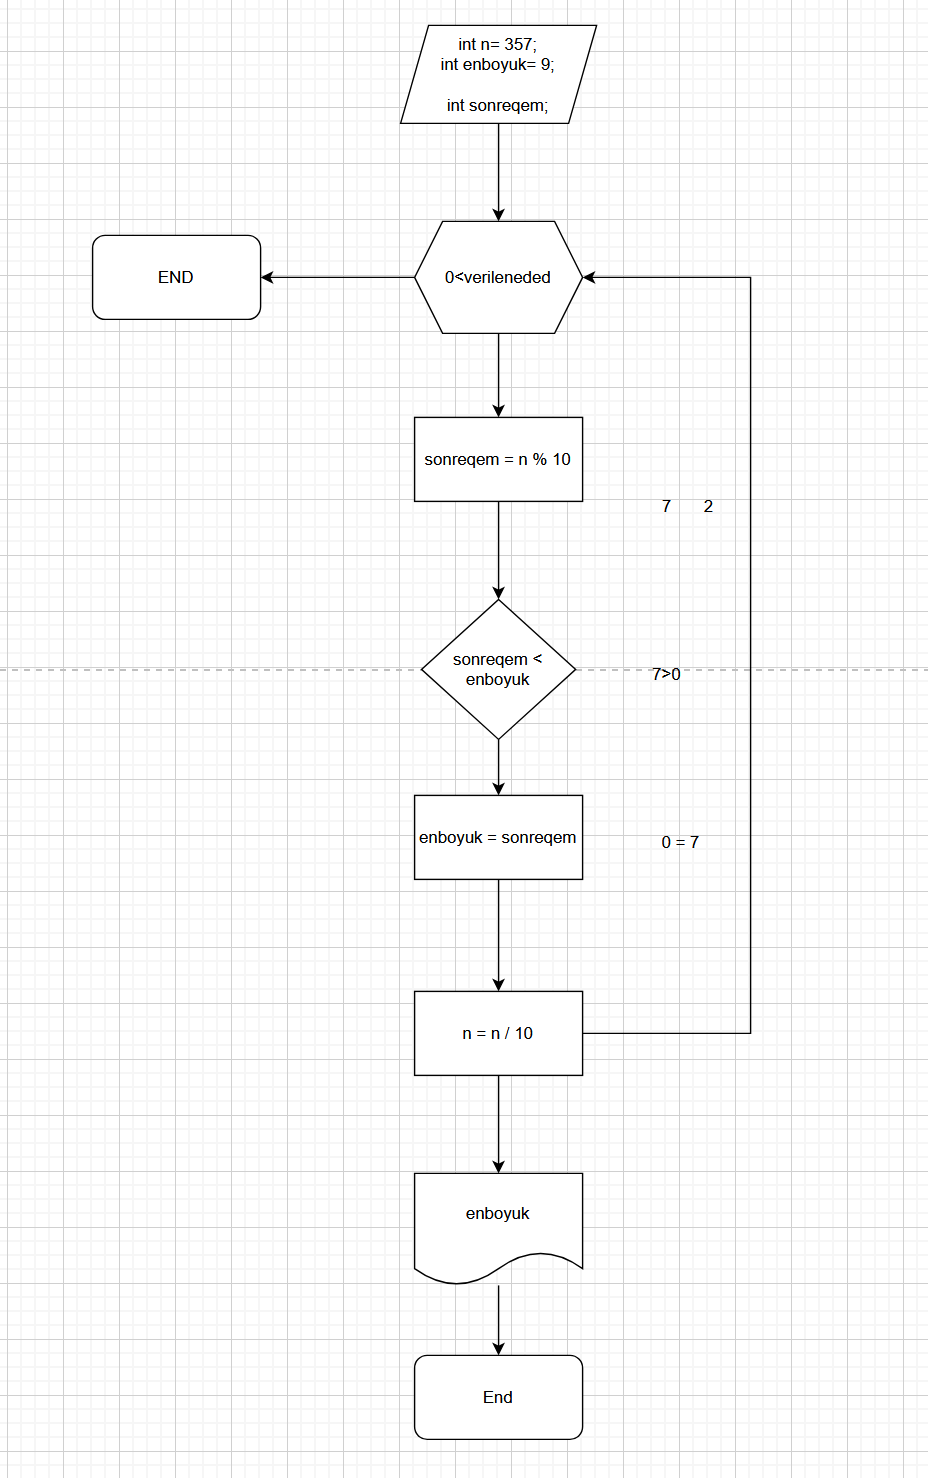 int n= 357;
int enboyuk= 9;
int sonreqem;
END
0<verileneded
sonreqem = n % 10
7 2
sonreqem <
enboyuk
7>0
enboyuk = sonreqem
0 = 7
n = n / 10
enboyuk
End